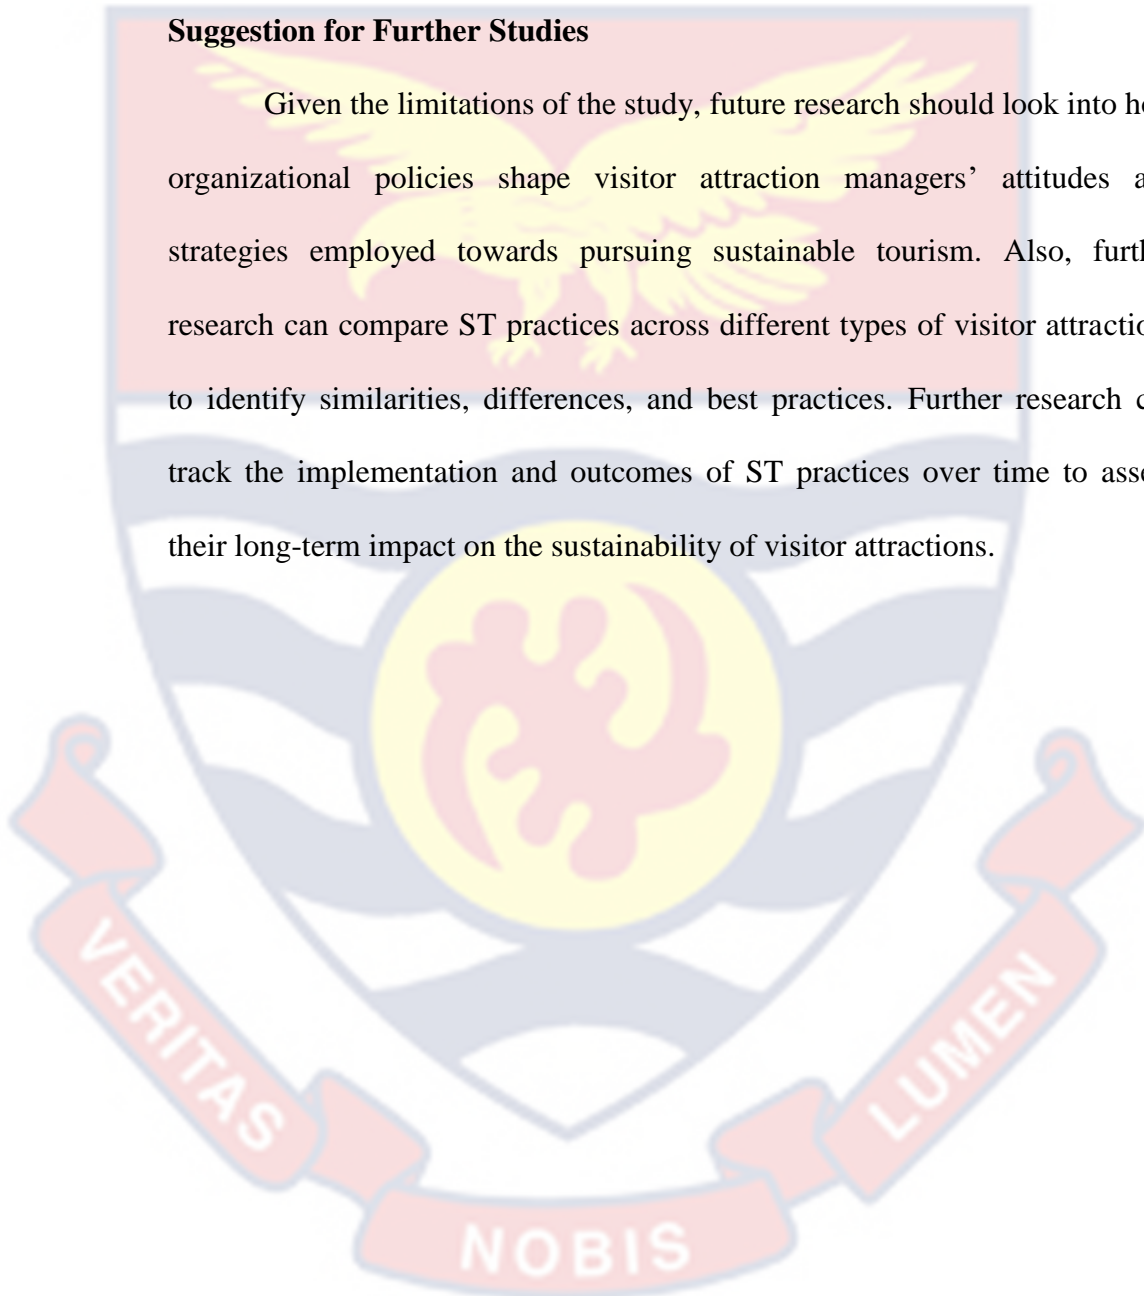 Suggestion for Further Studies
Given the limitations of the study, future research should look into
organizational policies shape visitor attraction managers’ attitudes
strategies employed towards pursuing sustainable tourism. Also,
research can compare ST practices across different types of visitor
to identify similarities, differences, and best practices. Further research
track the implementation and outcomes of ST practices over time to
their long-term impact on the sustainability of visitor attractions.
VERITAS
NOBIS
LUMEN